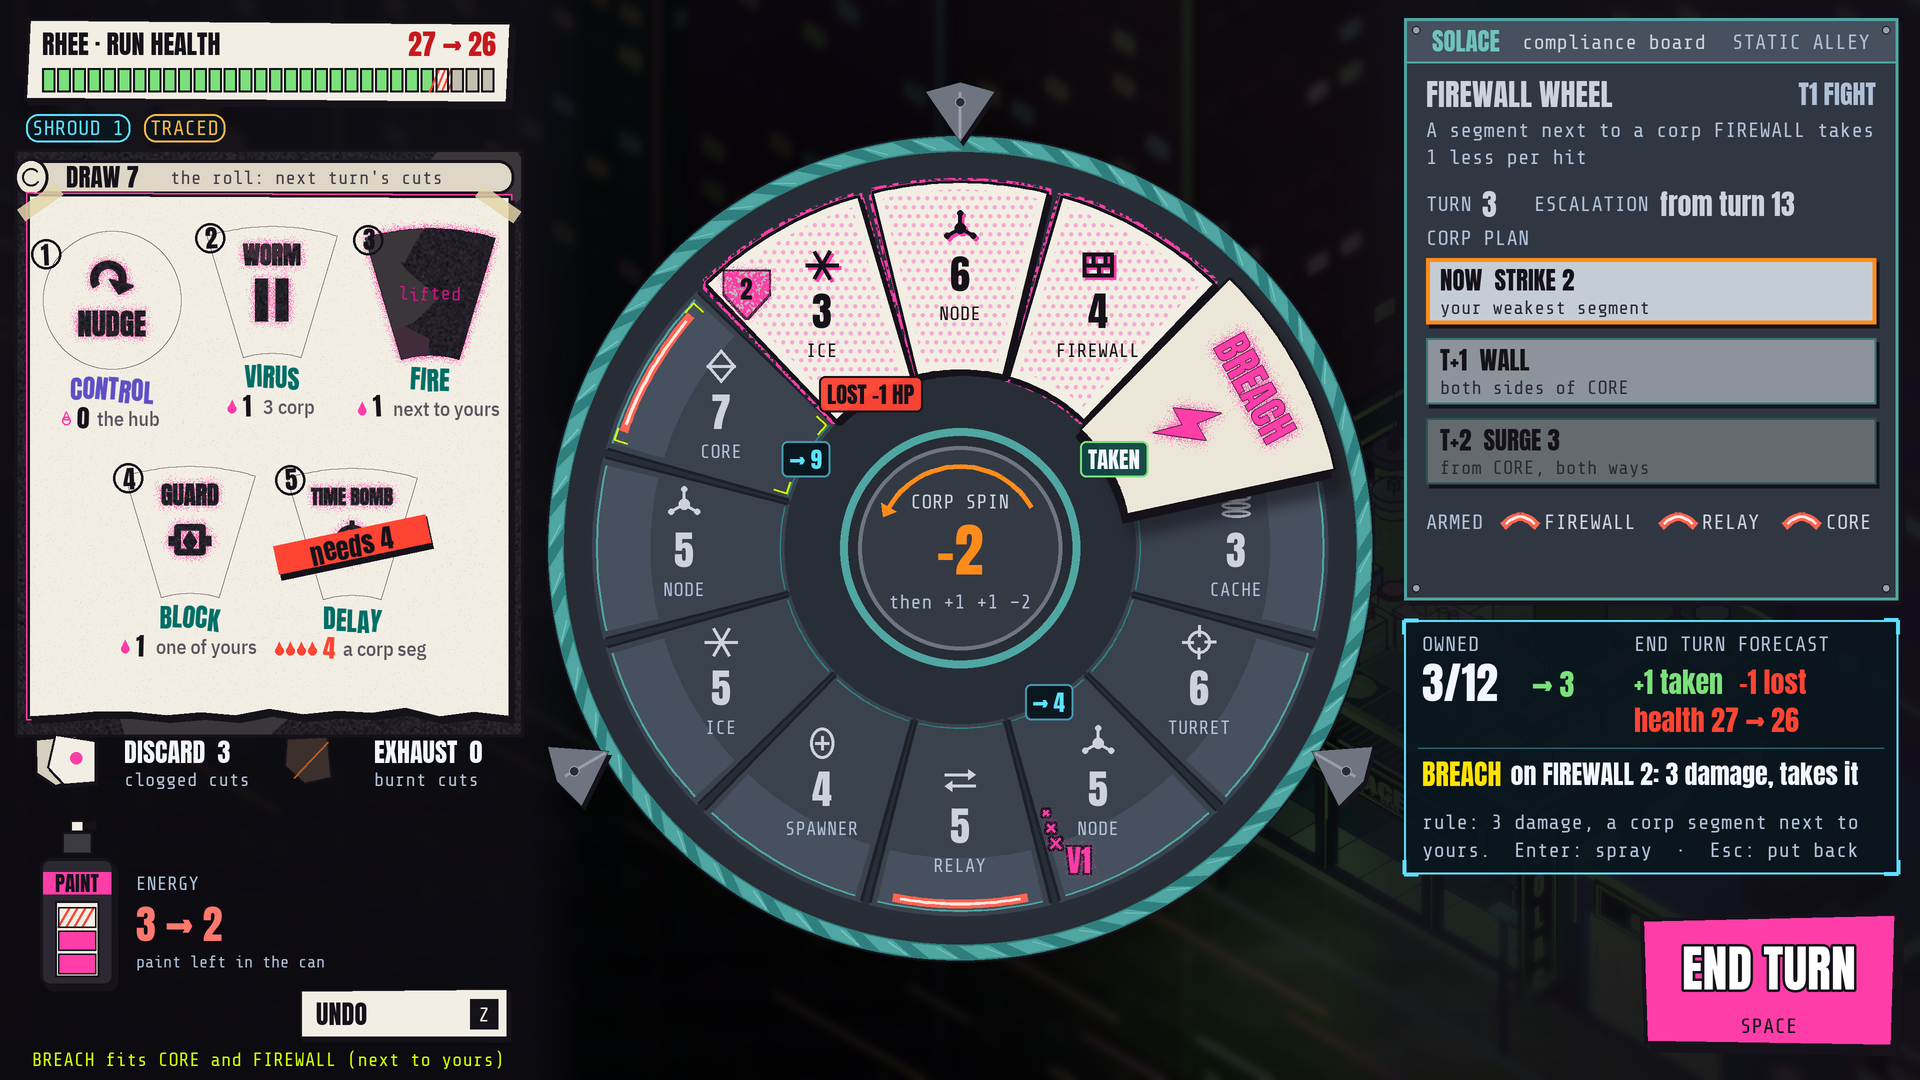 RHEE · RUN HEALTH 27 → 26
SHROUD 1 TRACED
DRAW 7 the roll: next turn's cuts
1 NUDGE
CONTROL
0 the hub
2 WORM
VIRUS
1 3 corp
3 lifted
FIRE
1 next to yours
4 GUARD
BLOCK
1 one of yours
5 TIME BOMB
needs 4
DELAY
4 a corp seg
DISCARD 3
clogged cuts
EXHAUST 0
burnt cuts
PAINT
ENERGY
3 → 2
paint left in the can
UNDO Z
BREACH fits CORE and FIREWALL (next to yours)
2
3
ICE
6
NODE
4
FIREWALL
BREACH
LOST -1 HP
TAKEN
7
CORE
→ 9
5
NODE
3
CACHE
CORP SPIN
-2
then +1 +1 -2
5
ICE
6
TURRET
→ 4
4
SPAWNER
5
RELAY
5
NODE
V1
SOLACE compliance board STATIC ALLEY
FIREWALL WHEEL T1 FIGHT
A segment next to a corp FIREWALL takes
1 less per hit
TURN 3 ESCALATION from turn 13
CORP PLAN
NOW STRIKE 2
your weakest segment
T+1 WALL
both sides of CORE
T+2 SURGE 3
from CORE, both ways
ARMED FIREWALL RELAY CORE
OWNED
3/12 → 3
END TURN FORECAST
+1 taken -1 lost
health 27 → 26
BREACH on FIREWALL 2: 3 damage, takes it
rule: 3 damage, a corp segment next to
yours. Enter: spray · Esc: put back
END TURN
SPACE